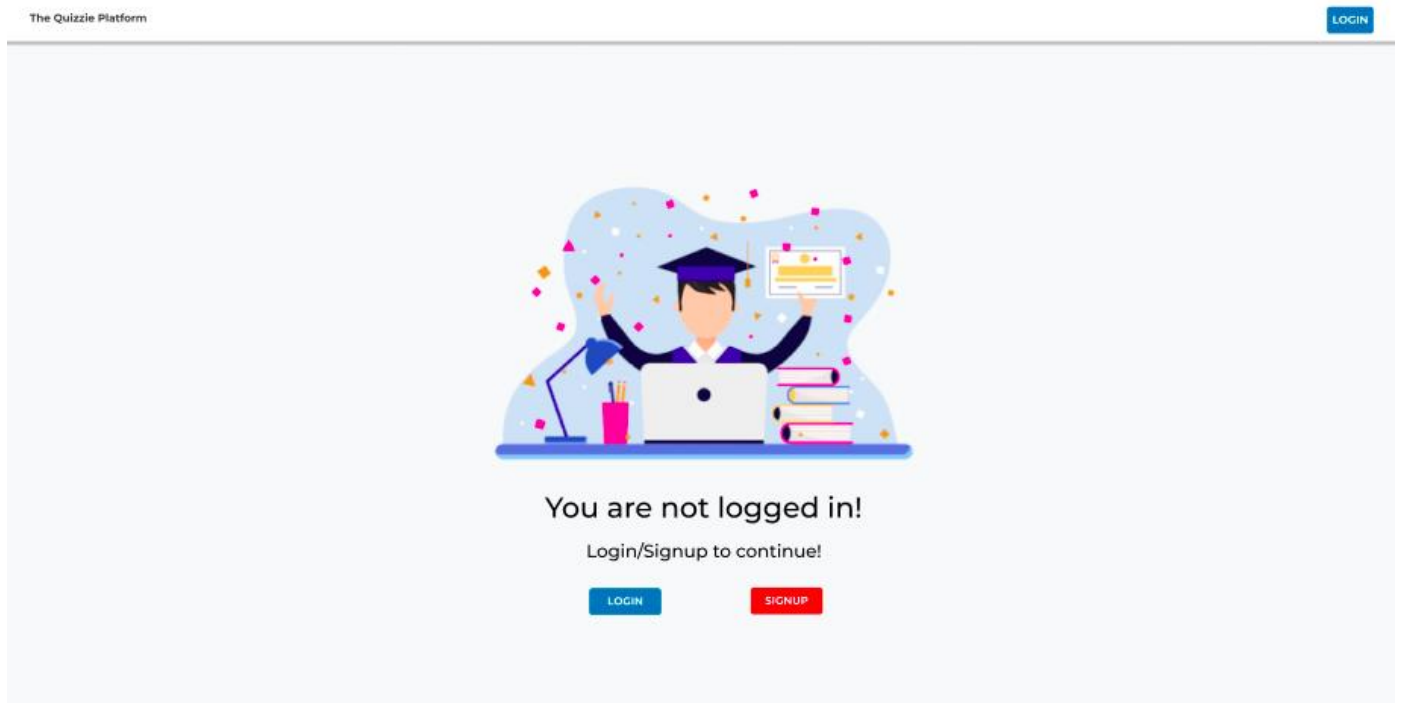 The Quizzie Platform
LOGIN
You are not logged in!
Login/Signup to continue!
LOGIN
SIGNUP